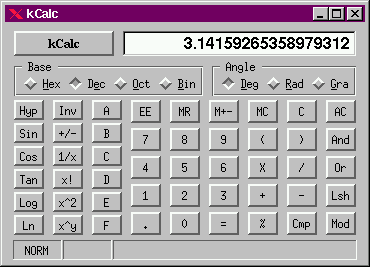 kCalc
kCalc 3.14159265358979312
Base Angle
Hex Dec Oct Bin Deg Rad Gra
Hyp Inv A EE MR M+- MC C AC
Sin +/- B 7 8 9 ( ) And
Cos 1/x C 4 5 6 X / Or
Tan x! D 1 2 3 + - Lsh
Log x^2 E . 0 = % Cmp Mod
Ln x^y F
NORM